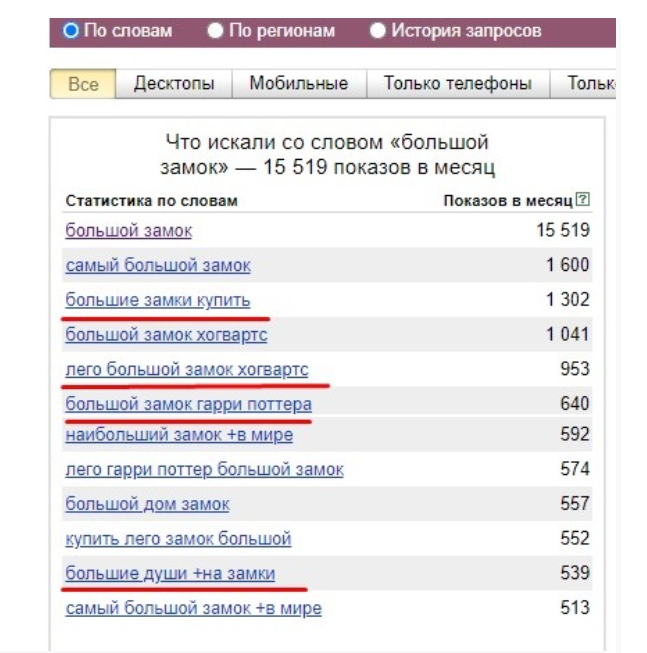 По словам По регионам История запросов
Все Десктопы Мобильные Только телефоны Тольк
Что искали со словом «большой
замок» — 15 519 показов в месяц
Статистика по словам Показов в месяц ?
большой замок 15 519
самый большой замок 1 600
большие замки купить 1 302
большой замок хогвартс 1 041
лего большой замок хогвартс 953
большой замок гарри поттера 640
наибольший замок +в мире 592
лего гарри поттер большой замок 574
большой дом замок 557
купить лего замок большой 552
большие души +на замки 539
самый большой замок +в мире 513